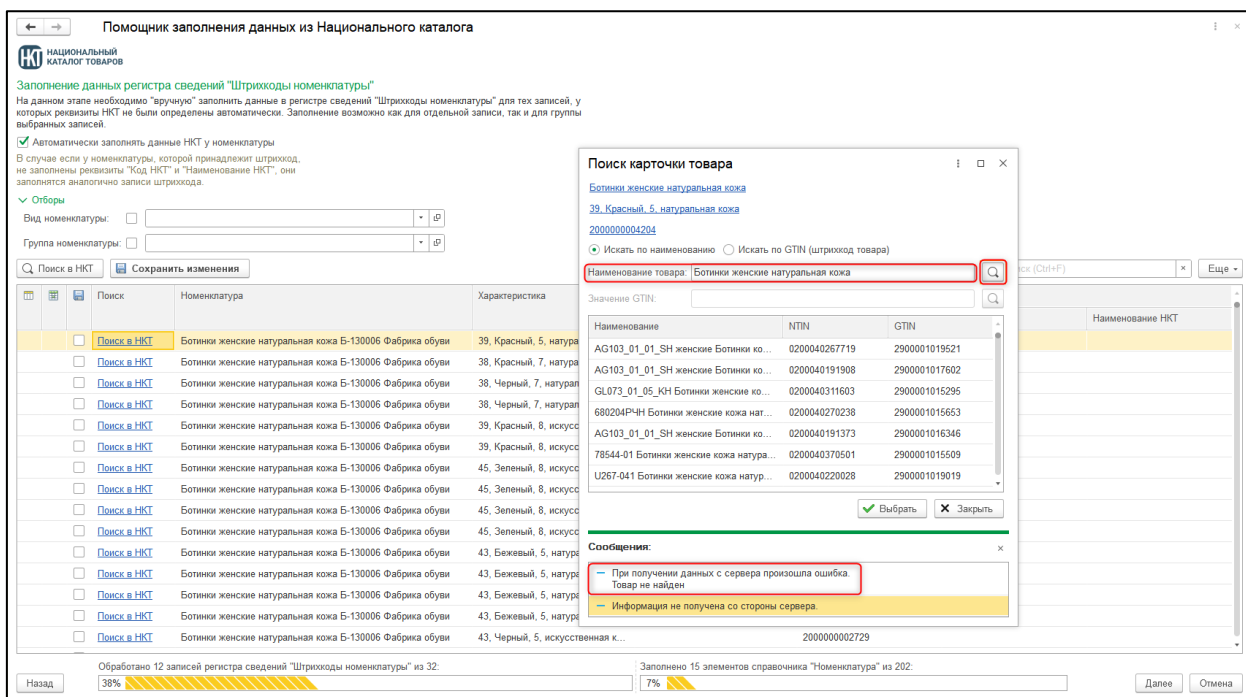 Помощник заполнения данных из Национального каталога
НКТ НАЦИОНАЛЬНЫЙ
КАТАЛОГ ТОВАРОВ
Заполнение данных регистра сведений "Штрихкоды номенклатуры"
На данном этапе необходимо "вручную" заполнить данные в регистре сведений "Штрихкоды номенклатуры" для тех записей, у
которых реквизиты НКТ не были определены автоматически. Заполнение возможно как для отдельной записи, так и для группы
выбранных записей.
Автоматически заполнять данные НКТ у номенклатуры
В случае если у номенклатуры, которой принадлежит штрихкод,
не заполнены реквизиты "Код НКТ" и "Наименование НКТ", они
заполнятся аналогично записи штрихкода.
Отборы
Вид номенклатуры:
Группа номенклатуры:
Поиск в НКТ Сохранить изменения (Ctrl+F) × Еще
Поиск Номенклатура Характеристика Наименование НКТ
Поиск в НКТ Ботинки женские натуральная кожа Б-130006 Фабрика обуви 39, Красный, 5, натура
Поиск в НКТ Ботинки женские натуральная кожа Б-130006 Фабрика обуви 38, Красный, 7, натура
Поиск в НКТ Ботинки женские натуральная кожа Б-130006 Фабрика обуви 38, Черный, 7, натурал
Поиск в НКТ Ботинки женские натуральная кожа Б-130006 Фабрика обуви 38, Черный, 7, натурал
Поиск в НКТ Ботинки женские натуральная кожа Б-130006 Фабрика обуви 39, Красный, 8, искусс
Поиск в НКТ Ботинки женские натуральная кожа Б-130006 Фабрика обуви 39, Красный, 8, искусс
Поиск в НКТ Ботинки женские натуральная кожа Б-130006 Фабрика обуви 45, Зеленый, 8, искусс
Поиск в НКТ Ботинки женские натуральная кожа Б-130006 Фабрика обуви 45, Зеленый, 8, искусс
Поиск в НКТ Ботинки женские натуральная кожа Б-130006 Фабрика обуви 45, Зеленый, 8, искусс
Поиск в НКТ Ботинки женские натуральная кожа Б-130006 Фабрика обуви 45, Зеленый, 8, искусс
Поиск в НКТ Ботинки женские натуральная кожа Б-130006 Фабрика обуви 43, Бежевый, 5, натура
Поиск в НКТ Ботинки женские натуральная кожа Б-130006 Фабрика обуви 43, Бежевый, 5, натура
Поиск в НКТ Ботинки женские натуральная кожа Б-130006 Фабрика обуви 43, Бежевый, 5, натура
Поиск в НКТ Ботинки женские натуральная кожа Б-130006 Фабрика обуви 43, Бежевый, 5, натура
Поиск в НКТ Ботинки женские натуральная кожа Б-130006 Фабрика обуви 43, Черный, 5, искусственная к... 2000000002729
Поиск карточки товара
Ботинки женские натуральная кожа
39, Красный, 5, натуральная кожа
2000000004204
Искать по наименованию Искать по GTIN (штрихкод товара)
Наименование товара: Ботинки женские натуральная кожа
Значение GTIN:
Наименование NTIN GTIN
AG103_01_01_SH женские Ботинки ко... 0200040267719 2900001019521
AG103_01_01_SH женские Ботинки ко... 0200040191908 2900001017602
GL073_01_05_KH Ботинки женские ко... 0200040311603 2900001015295
680204РЧН Ботинки женские кожа нат... 0200040270238 2900001015653
AG103_01_01_SH женские Ботинки ко... 0200040191373 2900001016346
78544-01 Ботинки женские кожа натура... 0200040370501 2900001015509
U267-041 Ботинки женские кожа натур... 0200040220028 2900001019019
Выбрать Закрыть
Сообщения:
При получении данных с сервера произошла ошибка.
Товар не найден
Информация не получена со стороны сервера.
Обработано 12 записей регистра сведений "Штрихкоды номенклатуры" из 32: Заполнено 15 элементов справочника "Номенклатура" из 202:
Назад 38% 7% Далее Отмена